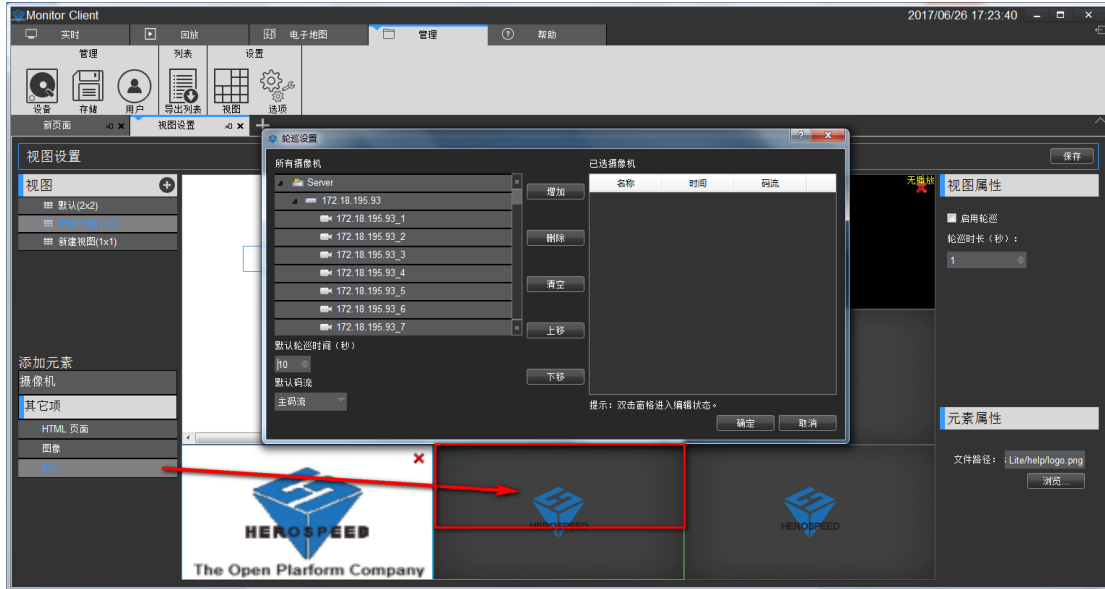 Monitor Client
2017/06/26 17:23:40
实时
回放
电子地图
管理
帮助
管理
列表
设置
设备
存储
用户
导出列表
视图
选项
新页面
视图设置
视图设置
保存
视图
默认(2x2)
新建视图(1x1)
添加元素
摄像机
其它项
HTML 页面
图像
轮巡设置
所有摄像机
Server
172.18.195.93
172.18.195.93_1
172.18.195.93_2
172.18.195.93_3
172.18.195.93_4
172.18.195.93_5
172.18.195.93_6
172.18.195.93_7
默认轮巡时间（秒）
10
默认码流
主码流
增加
删除
清空
上移
下移
已选摄像机
名称 时间 码流
提示：双击窗格进入编辑状态。
确定
取消
无播放
视图属性
启用轮巡
轮巡时长（秒）：
1
元素属性
文件路径：
Lite/help/logo.png
浏览...
HEROSPEED
The Open Plarform Company
HEROSPEED
HEROSPEED